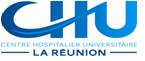 CHU
CENTRE HOSPITALIER UNIVERSITAIRE
LA RÉUNION